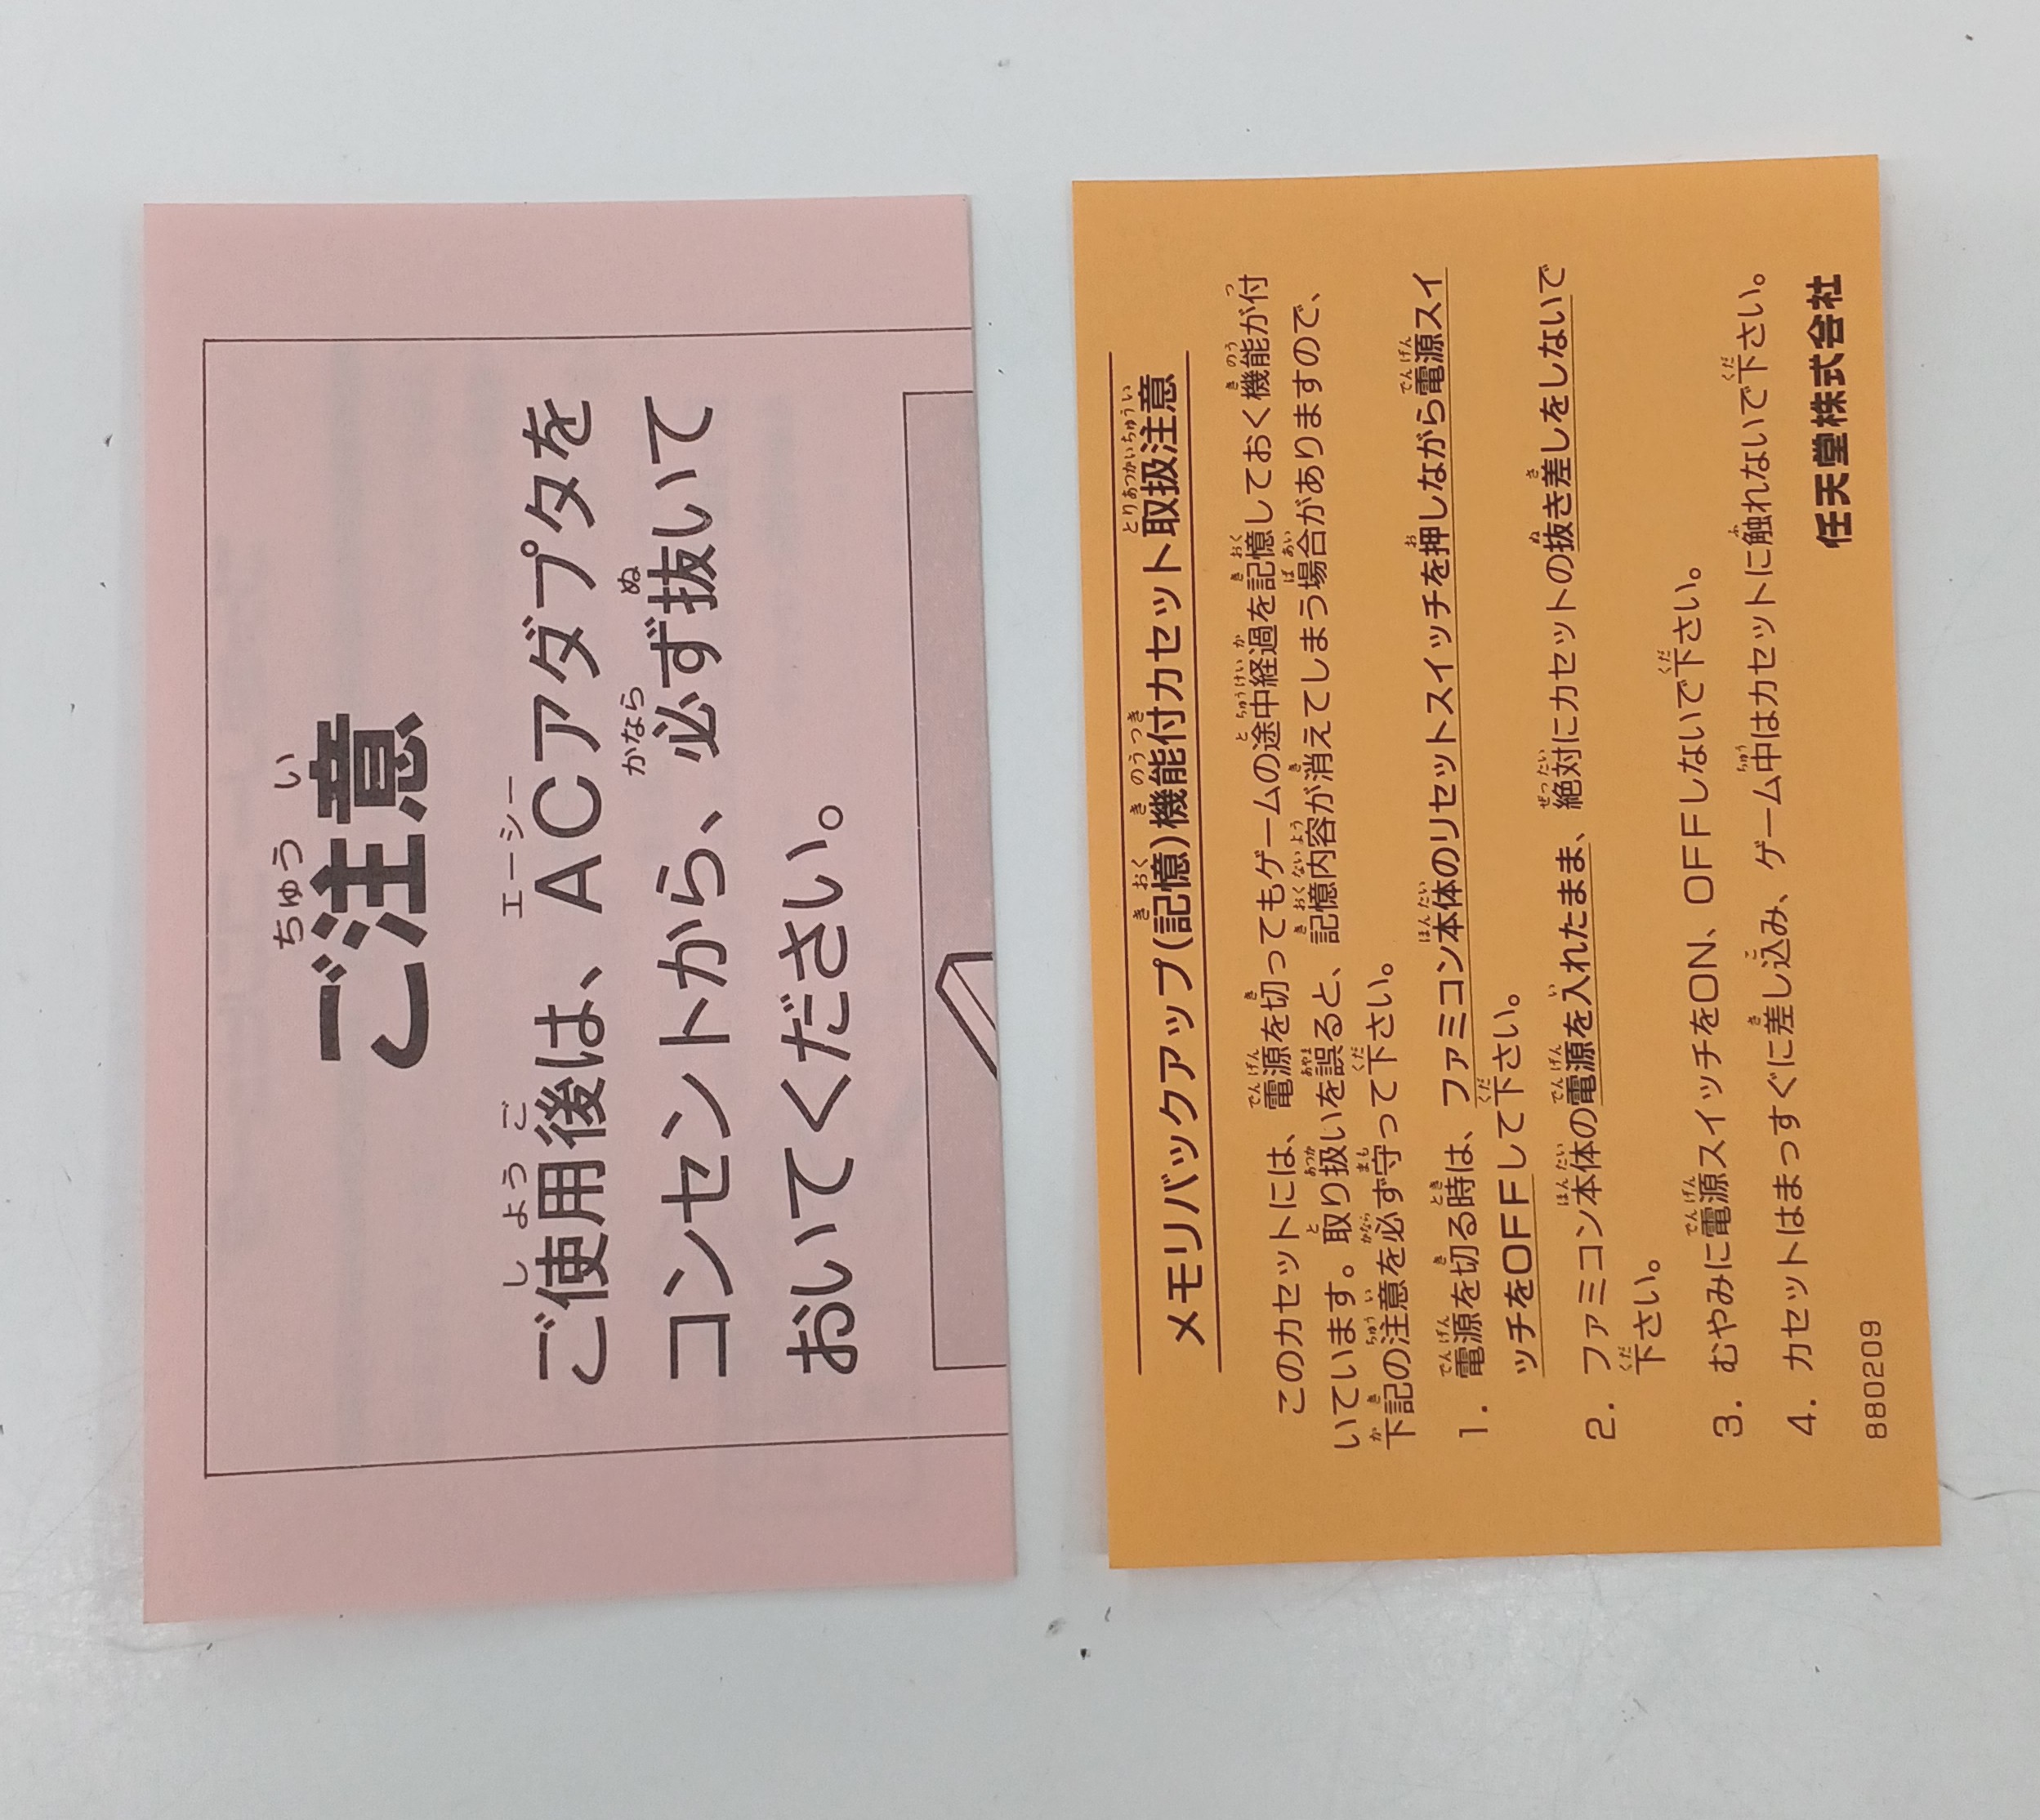 ご注意
ご使用後は、ACアダプタを
コンセントから、必ず抜いて
おいてください。
メモリバックアップ(記憶)機能付カセット取扱注意
このカセットには、電源を切ってもゲームの途中経過を記憶しておく機能が付
いています。取り扱いを誤ると、記憶内容が消えてしまう場合がありますので、
下記の注意を必ず守って下さい。
1. 電源を切る時は、ファミコン本体のリセットスイッチを押しながら電源スイ
ッチをOFFして下さい。
2. ファミコン本体の電源を入れたまま、絶対にカセットの抜き差しをしないで
下さい。
3. むやみに電源スイッチをON、OFFしないで下さい。
4. カセットはまっすぐに差し込み、ゲーム中はカセットに触れないで下さい。
880209 任天堂株式会社